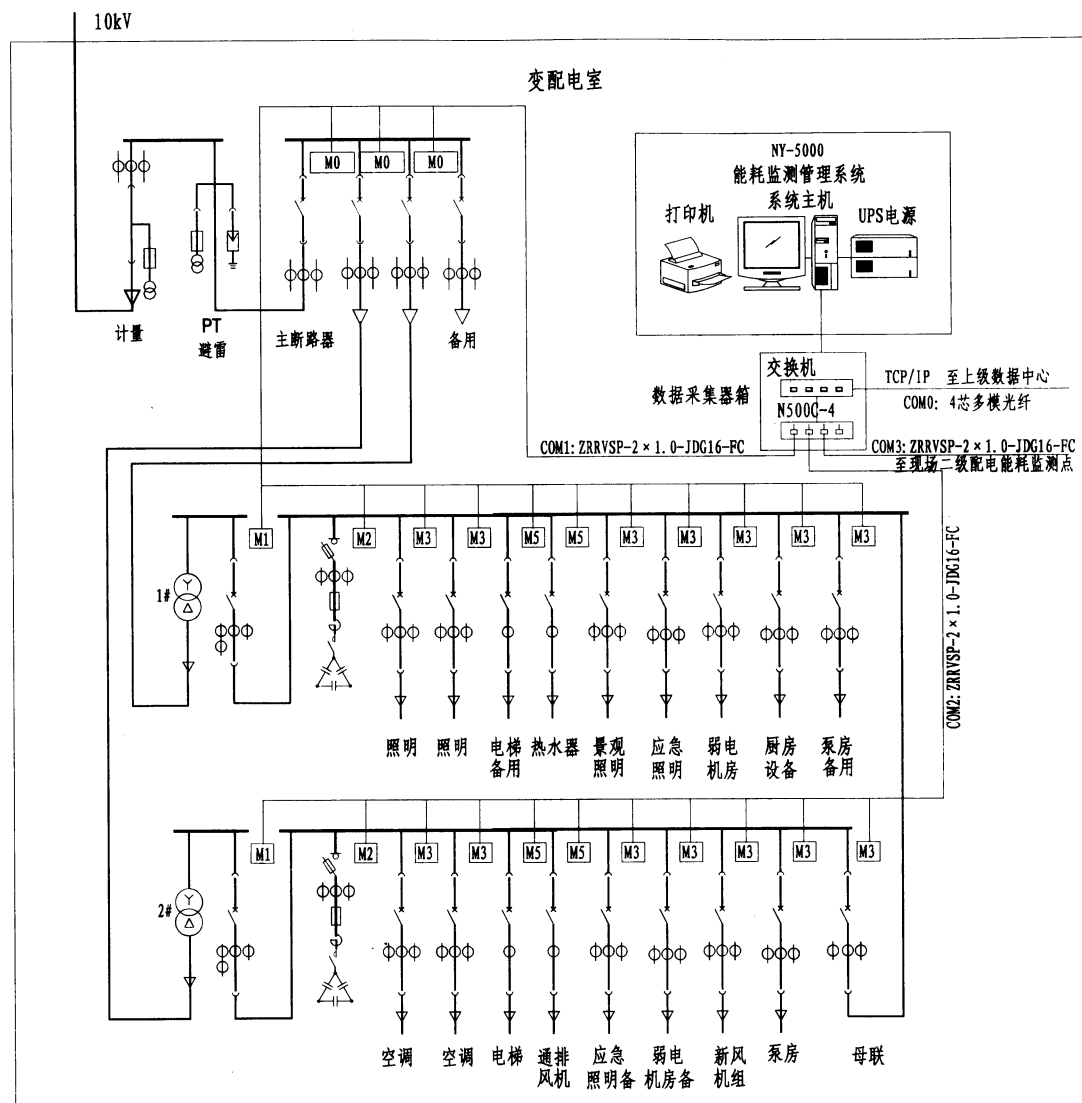 10kV
变配电室
M0
M0
M0
NY-5000
能耗监测管理系统
系统主机
打印机
UPS电源
计量
PT
避雷
主断路器
备用
交换机
数据采集器箱
N500C-4
TCP/IP 至上级数据中心
COM0: 4芯多模光纤
COM1: ZRRVSP-2×1.0-JDG16-FC
COM3: ZRRVSP-2×1.0-JDG16-FC
至现场二级配电能耗监测点
COM2: ZRRVSP-2×1.0-JDG16-FC
M1
M2
M3
M3
M5
M5
M3
M3
M3
M3
M3
1#
照明
照明
电梯
备用
热水器
景观
照明
应急
照明
弱电
机房
厨房
设备
泵房
备用
M1
M2
M3
M3
M5
M5
M3
M3
M3
M3
M3
2#
空调
空调
电梯
通排
风机
应急
照明备
弱电
机房备
新风
机组
泵房
母联